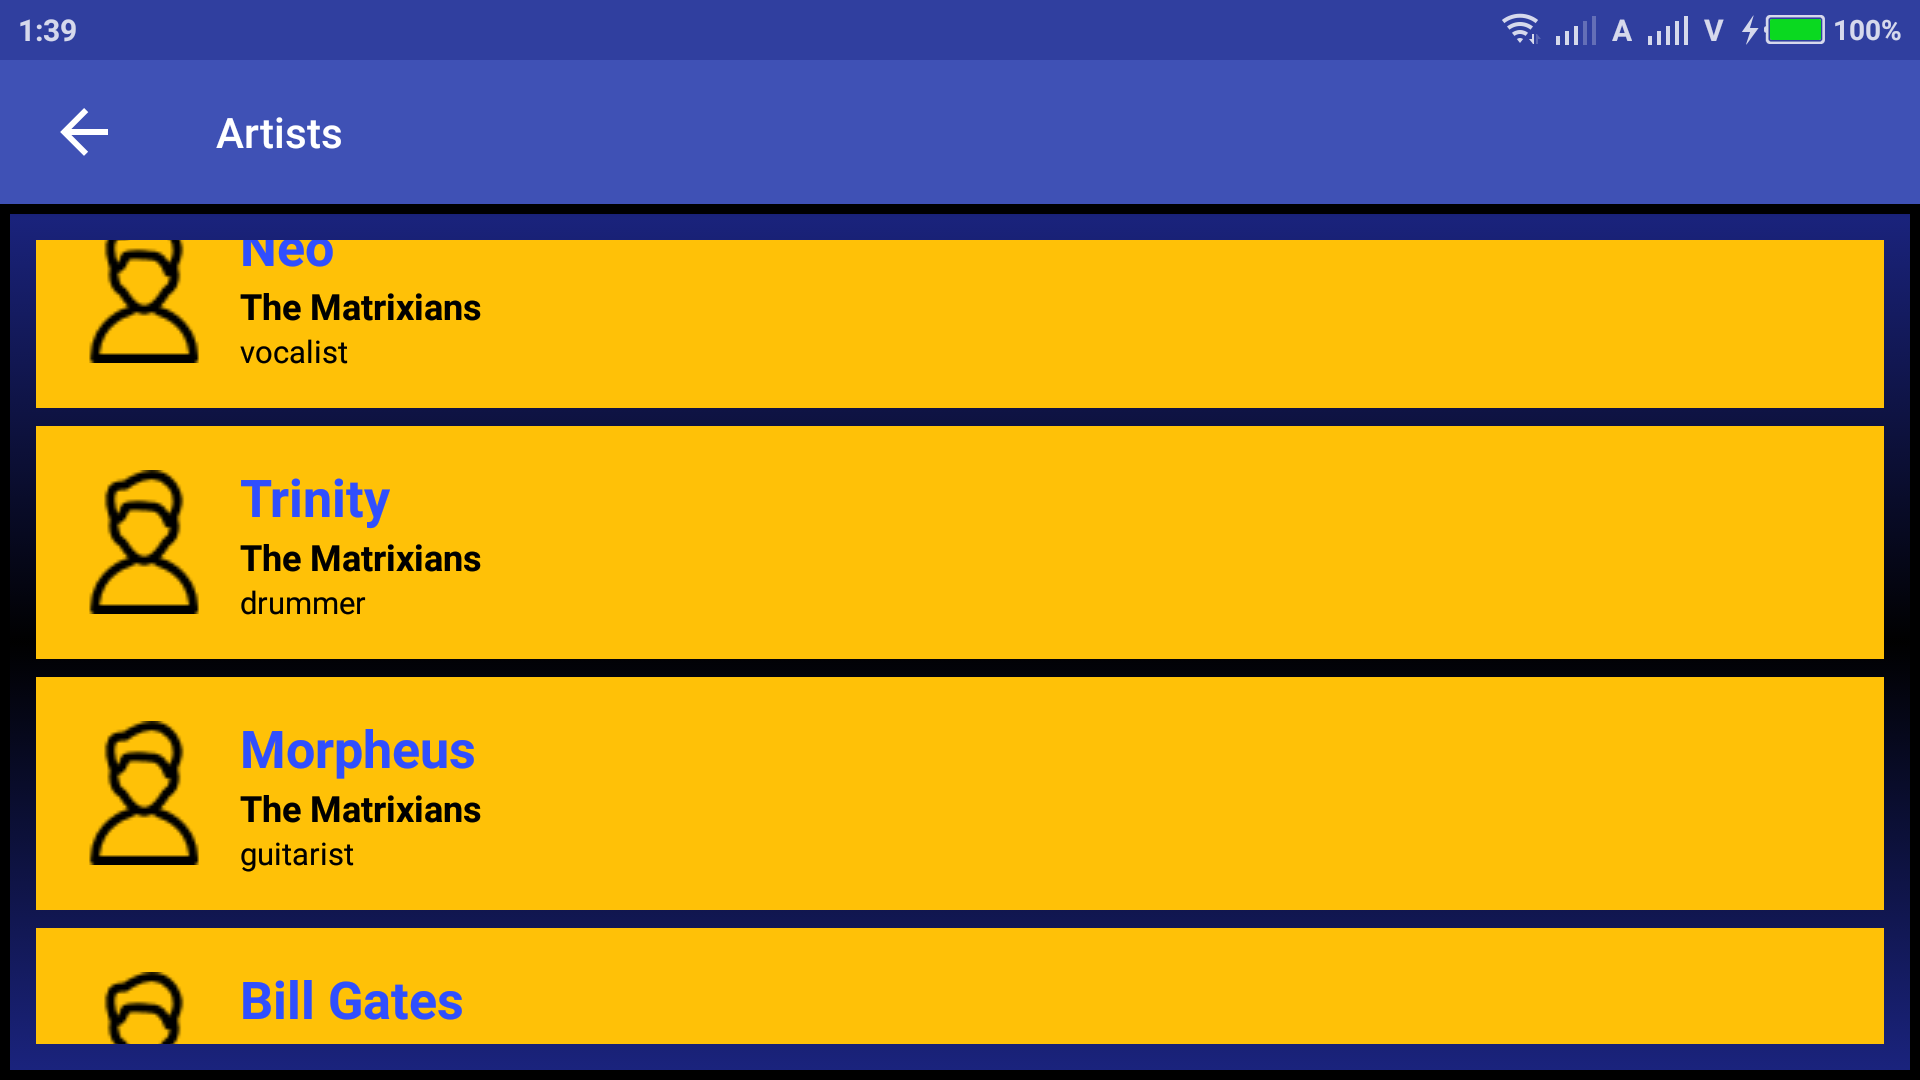 1:39
A V 100%
Artists
Neo
The Matrixians
vocalist
Trinity
The Matrixians
drummer
Morpheus
The Matrixians
guitarist
Bill Gates